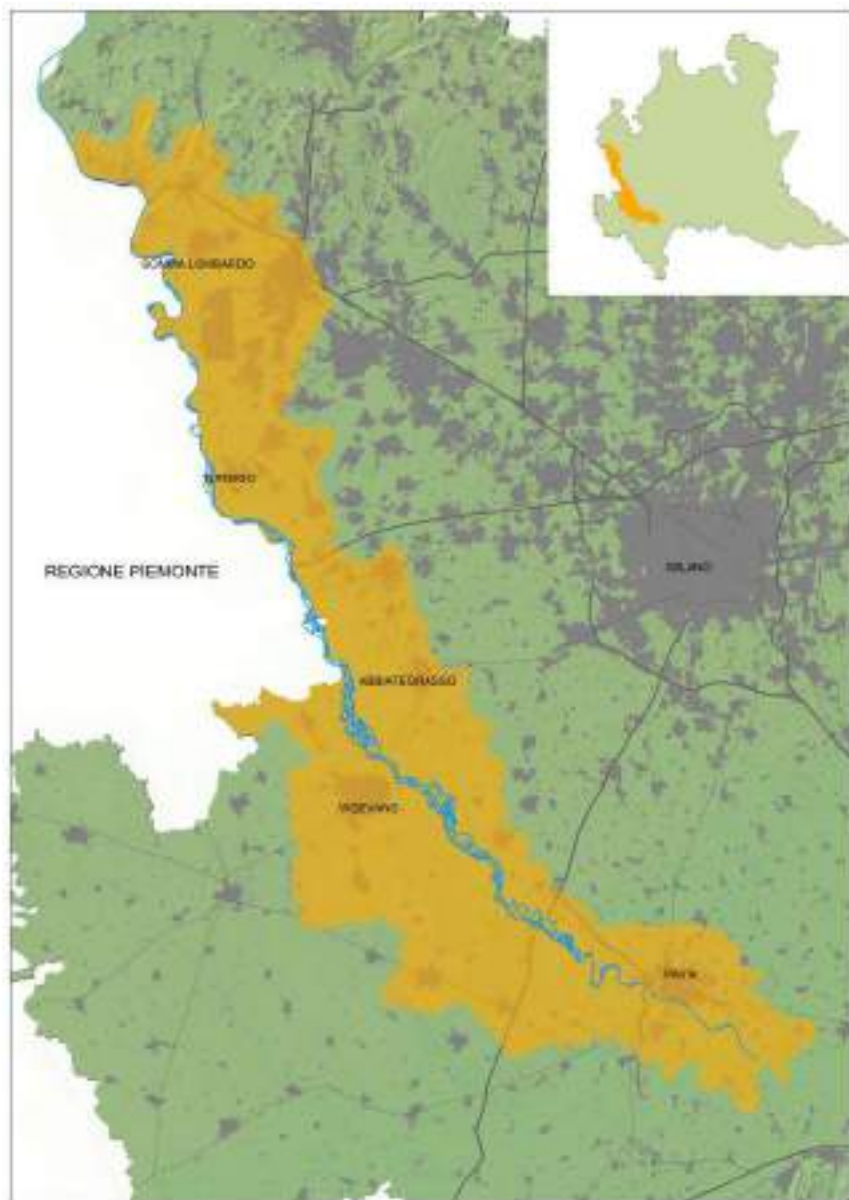 SOMMA LOMBARDO
TURBIGO
REGIONE PIEMONTE
MILANO
ABBIATEGRASSO
VIGEVANO
PAVIA